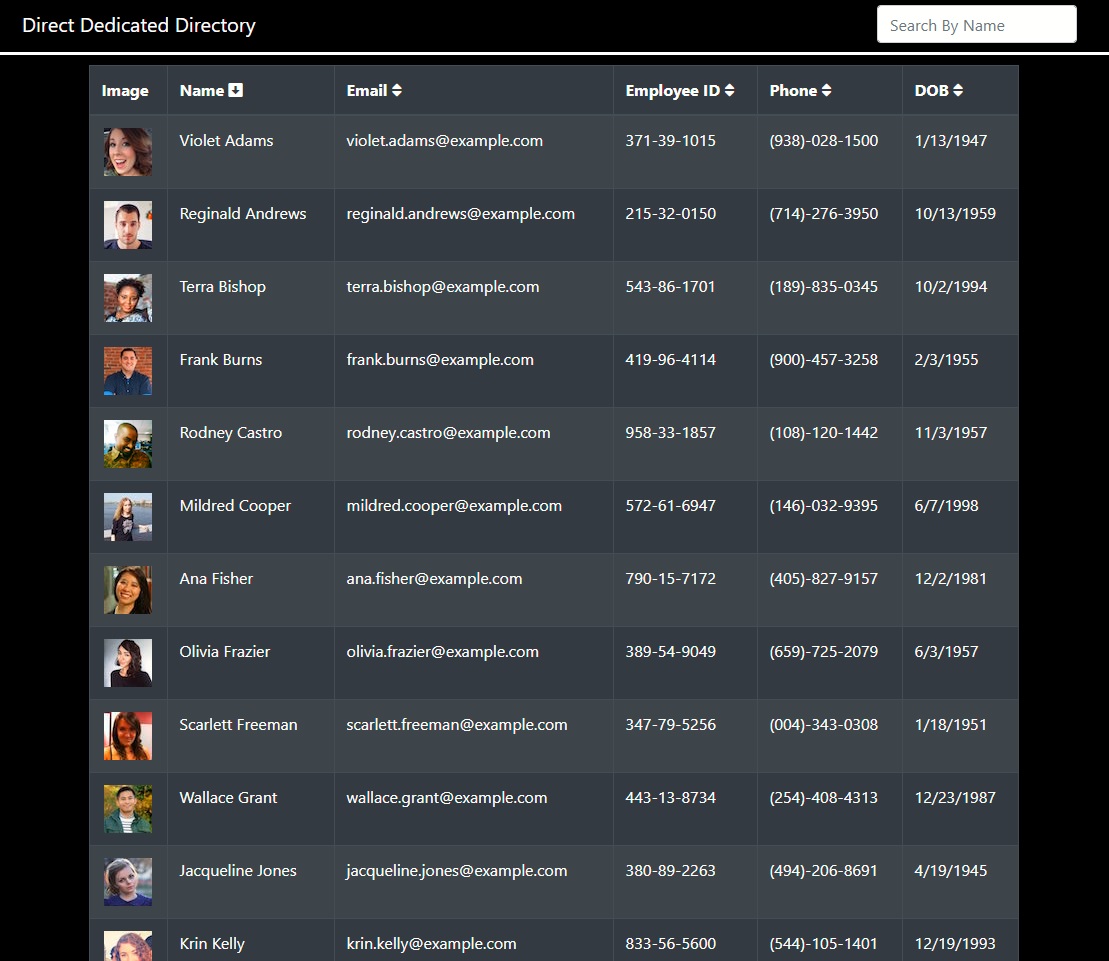 Direct Dedicated Directory Search By Name
Image Name Email Employee ID Phone DOB
Violet Adams violet.adams@example.com 371-39-1015 (938)-028-1500 1/13/1947
Reginald Andrews reginald.andrews@example.com 215-32-0150 (714)-276-3950 10/13/1959
Terra Bishop terra.bishop@example.com 543-86-1701 (189)-835-0345 10/2/1994
Frank Burns frank.burns@example.com 419-96-4114 (900)-457-3258 2/3/1955
Rodney Castro rodney.castro@example.com 958-33-1857 (108)-120-1442 11/3/1957
Mildred Cooper mildred.cooper@example.com 572-61-6947 (146)-032-9395 6/7/1998
Ana Fisher ana.fisher@example.com 790-15-7172 (405)-827-9157 12/2/1981
Olivia Frazier olivia.frazier@example.com 389-54-9049 (659)-725-2079 6/3/1957
Scarlett Freeman scarlett.freeman@example.com 347-79-5256 (004)-343-0308 1/18/1951
Wallace Grant wallace.grant@example.com 443-13-8734 (254)-408-4313 12/23/1987
Jacqueline Jones jacqueline.jones@example.com 380-89-2263 (494)-206-8691 4/19/1945
Krin Kelly krin.kelly@example.com 833-56-5600 (544)-105-1401 12/19/1993